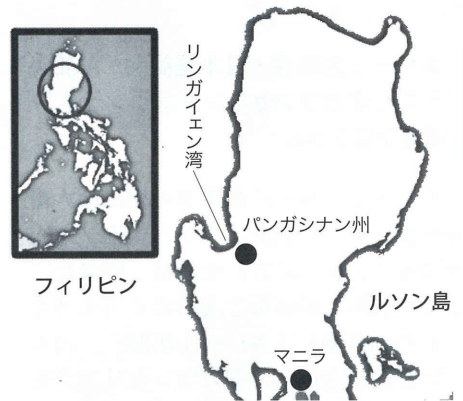 リンガイェン湾
パンガシナン州
フィリピン
ルソン島
マニラ